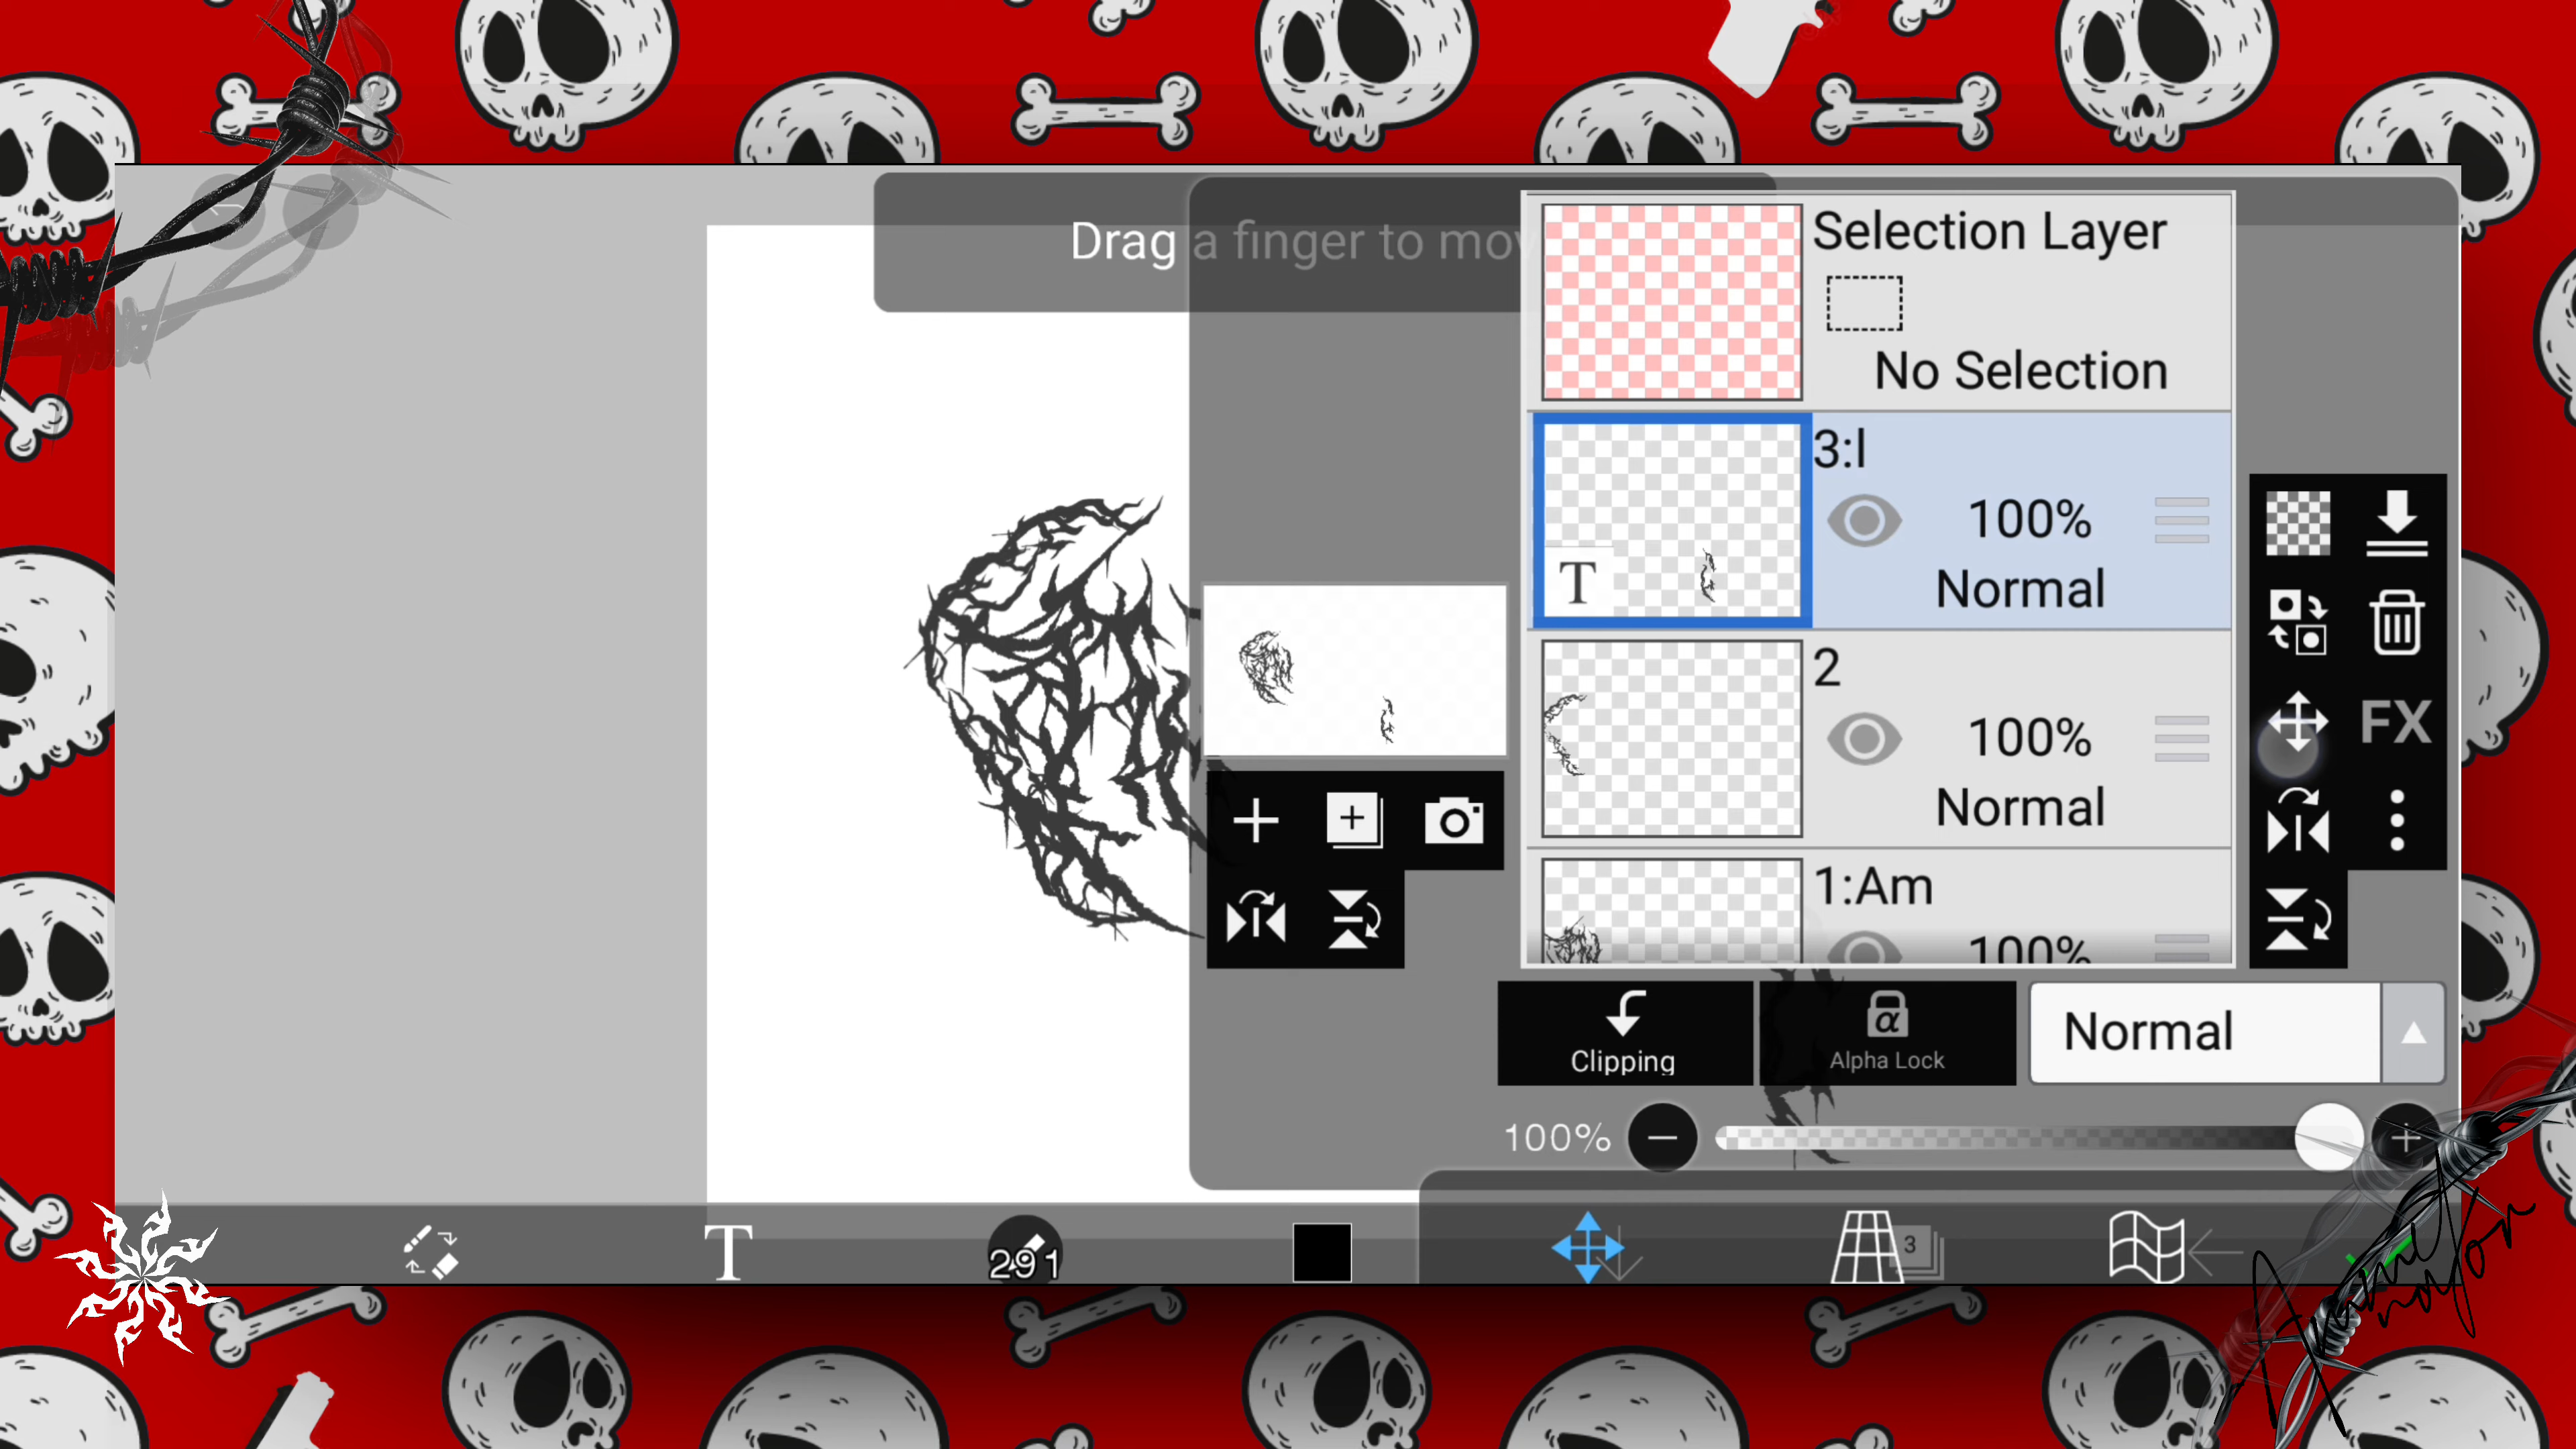 Drag a finger to mov
Selection Layer
No Selection
3:l
100%
Normal
T
2
100%
Normal
1:Am
100%
FX
Clipping
α
Alpha Lock
Normal
100%
T
291
3